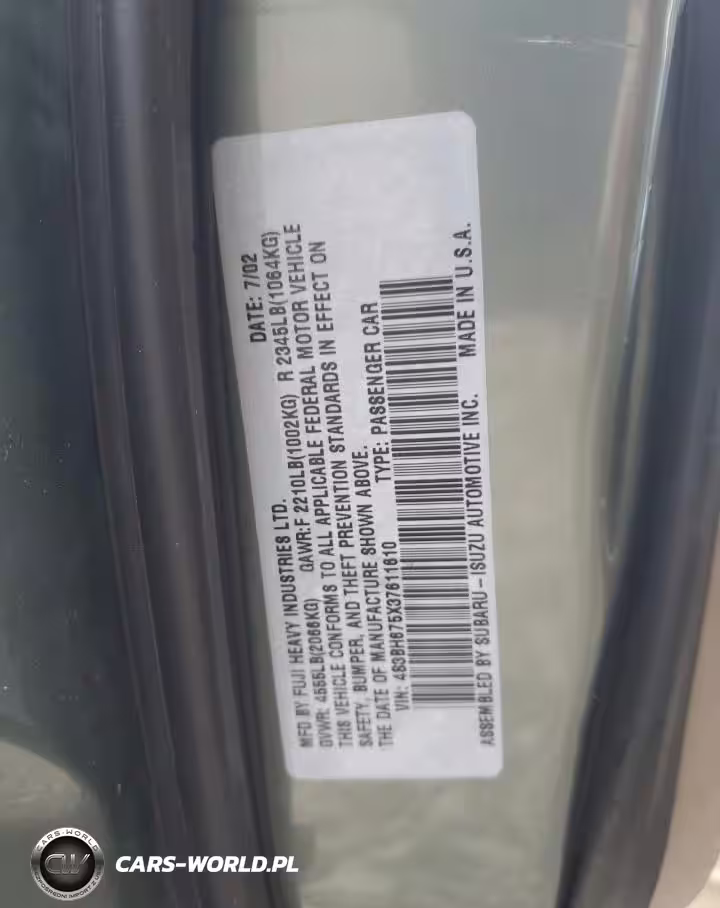 DATE: 7/02
MFD BY FUJI HEAVY INDUSTRIES LTD.
GVWR: 4555LB(2066KG) GAWR:F 2210LB(1002KG) R 2345LB(1064KG)
THIS VEHICLE CONFORMS TO ALL APPLICABLE FEDERAL MOTOR VEHICLE
SAFETY, BUMPER, AND THEFT PREVENTION STANDARDS IN EFFECT ON
THE DATE OF MANUFACTURE SHOWN ABOVE.
VIN: 4S3BH675X37611610 TYPE: PASSENGER CAR
ASSEMBLED BY SUBARU-ISUZU AUTOMOTIVE INC. MADE IN U.S.A.
CARS-WORLD
CW
CARS-WORLD.PL